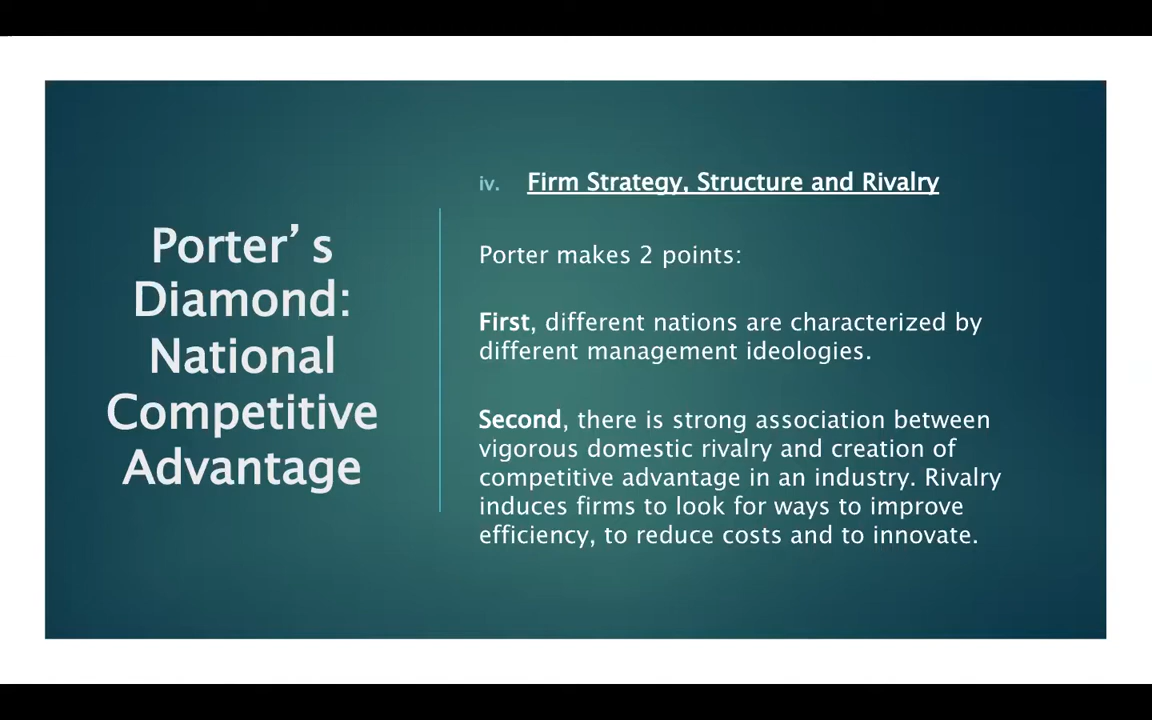 Porter’s
Diamond:
National
Competitive
Advantage
iv. Firm Strategy, Structure and Rivalry
Porter makes 2 points:
First, different nations are characterized by
different management ideologies.
Second, there is strong association between
vigorous domestic rivalry and creation of
competitive advantage in an industry. Rivalry
induces firms to look for ways to improve
efficiency, to reduce costs and to innovate.